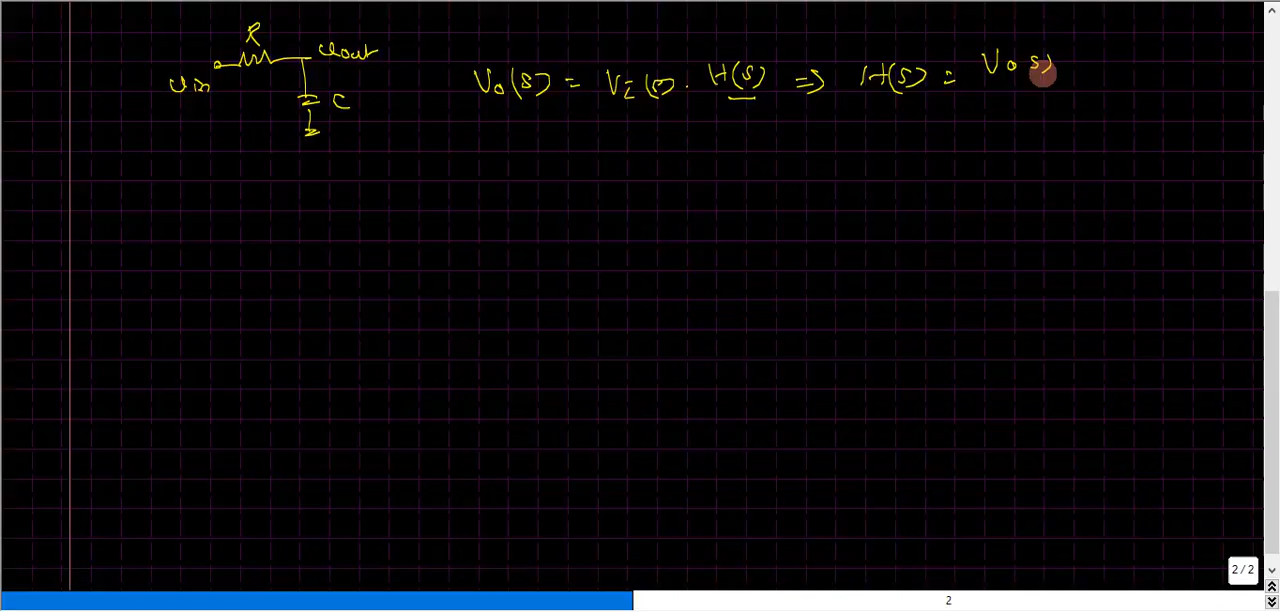 R
Vout
Vin
C
V₀(s) = Vᵢ(s) · H(s) ⇒ H(s) = V₀ s)
2 / 2
2